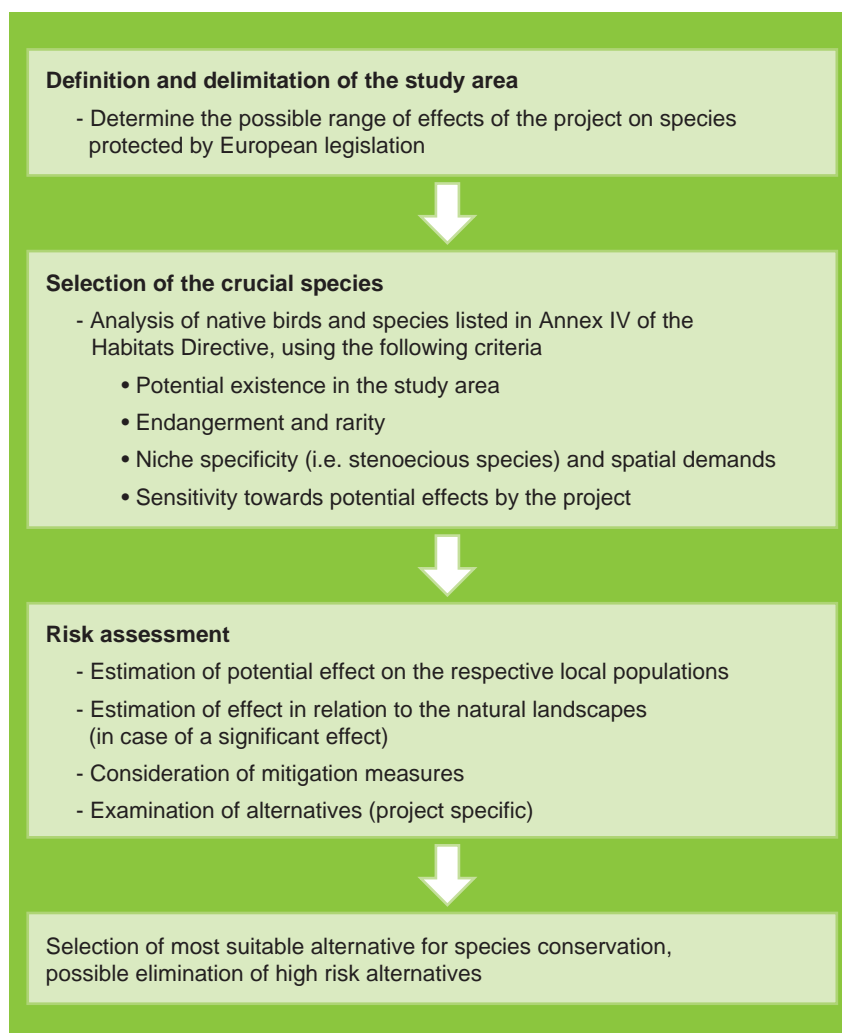 Definition and delimitation of the study area
- Determine the possible range of effects of the project on species
protected by European legislation
Selection of the crucial species
- Analysis of native birds and species listed in Annex IV of the
Habitats Directive, using the following criteria
• Potential existence in the study area
• Endangerment and rarity
• Niche specificity (i.e. stenoecious species) and spatial demands
• Sensitivity towards potential effects by the project
Risk assessment
- Estimation of potential effect on the respective local populations
- Estimation of effect in relation to the natural landscapes
(in case of a significant effect)
- Consideration of mitigation measures
- Examination of alternatives (project specific)
Selection of most suitable alternative for species conservation,
possible elimination of high risk alternatives